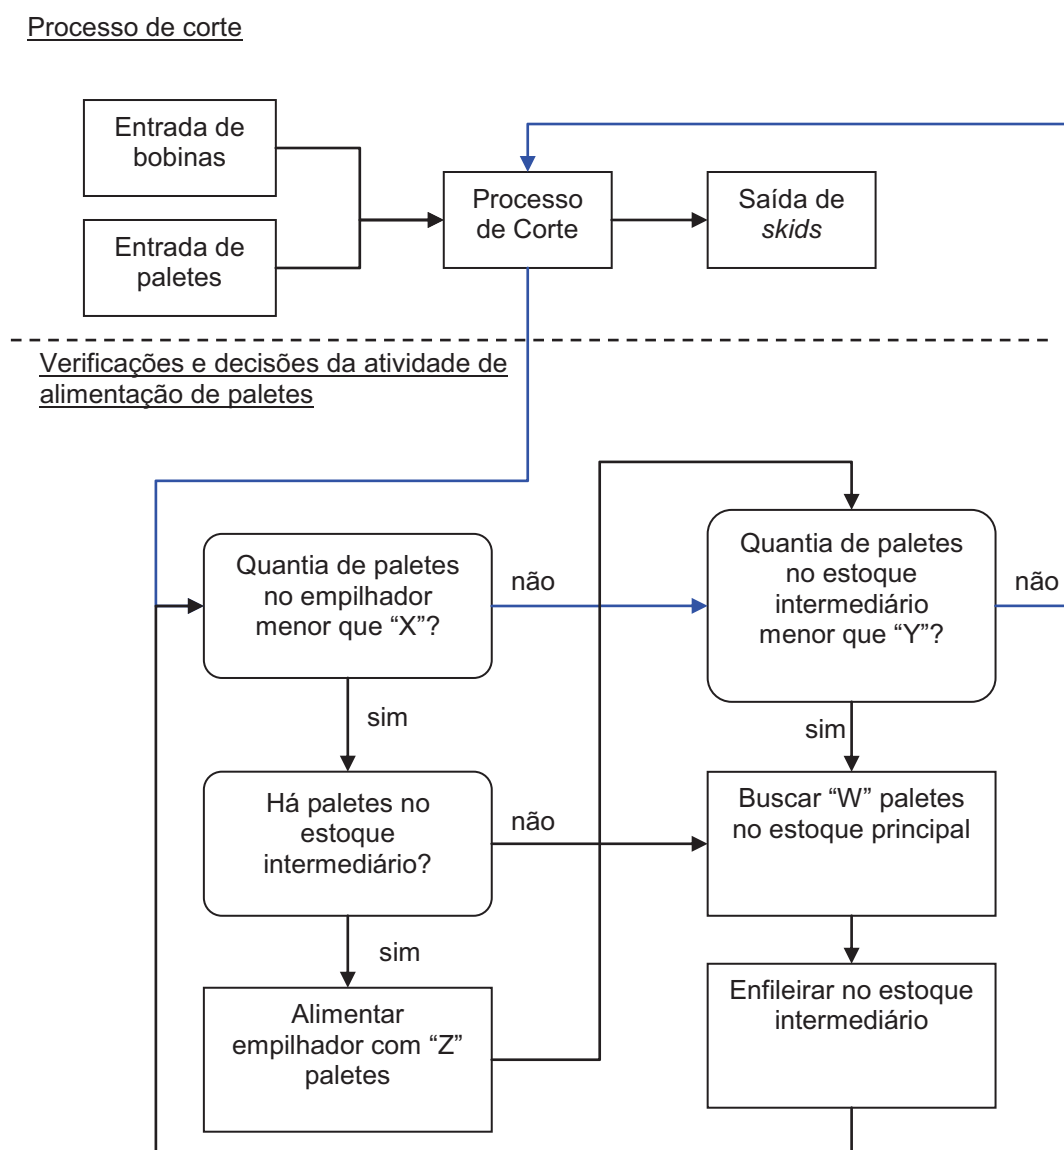 Processo de corte
Entrada de
bobinas
Entrada de
paletes
Processo
de Corte
Saída de
skids
Verificações e decisões da atividade de
alimentação de paletes
Quantia de paletes
no empilhador
menor que “X”?
não
Quantia de paletes
no estoque
intermediário
menor que “Y”?
não
sim
sim
Há paletes no
estoque
intermediário?
não
Buscar “W” paletes
no estoque principal
sim
Alimentar
empilhador com “Z”
paletes
Enfileirar no estoque
intermediário